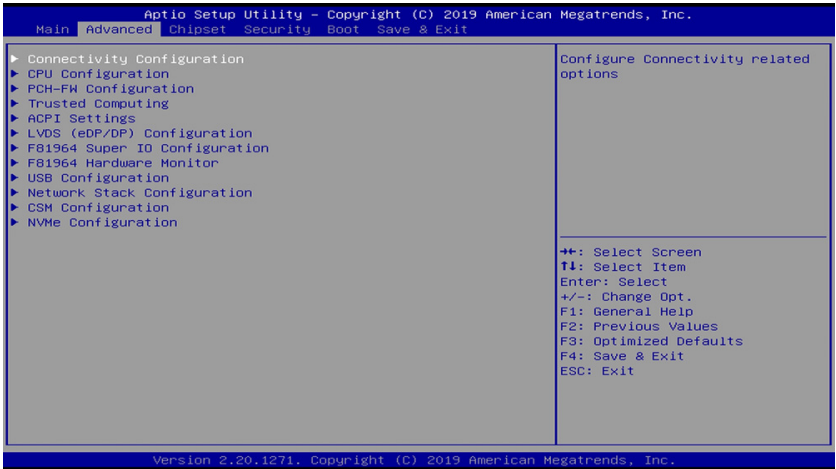 Aptio Setup Utility – Copyright (C) 2019 American Megatrends, Inc.
Main Advanced Chipset Security Boot Save & Exit
▶ Connectivity Configuration
▶ CPU Configuration
▶ PCH-FW Configuration
▶ Trusted Computing
▶ ACPI Settings
▶ LVDS (eDP/DP) Configuration
▶ F81964 Super IO Configuration
▶ F81964 Hardware Monitor
▶ USB Configuration
▶ Network Stack Configuration
▶ CSM Configuration
▶ NVMe Configuration
Configure Connectivity related
options
→←: Select Screen
↑↓: Select Item
Enter: Select
+/-: Change Opt.
F1: General Help
F2: Previous Values
F3: Optimized Defaults
F4: Save & Exit
ESC: Exit
Version 2.20.1271. Copyright (C) 2019 American Megatrends, Inc.